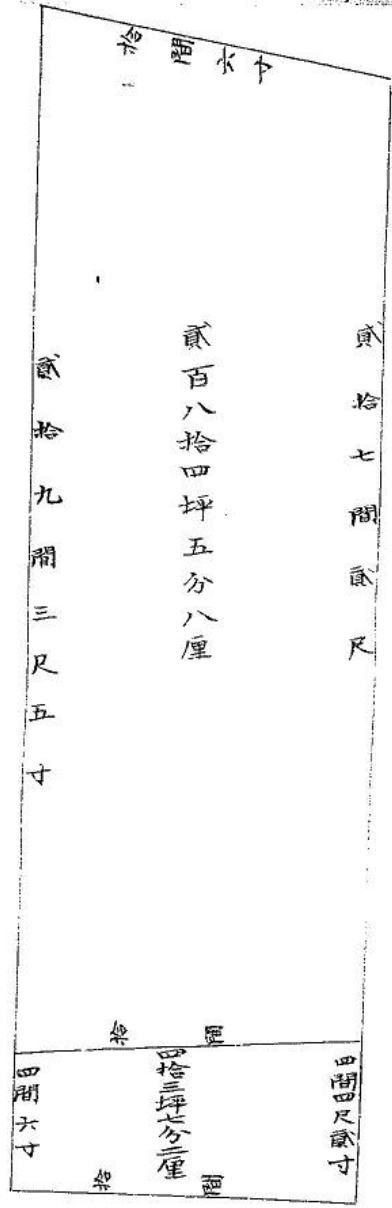 拾間六寸
貳拾七間貳尺
貳百八拾四坪五分八厘
貳拾九間三尺五寸
拾間
四間四尺貳寸
四拾三坪七分二厘
四間六寸
拾間